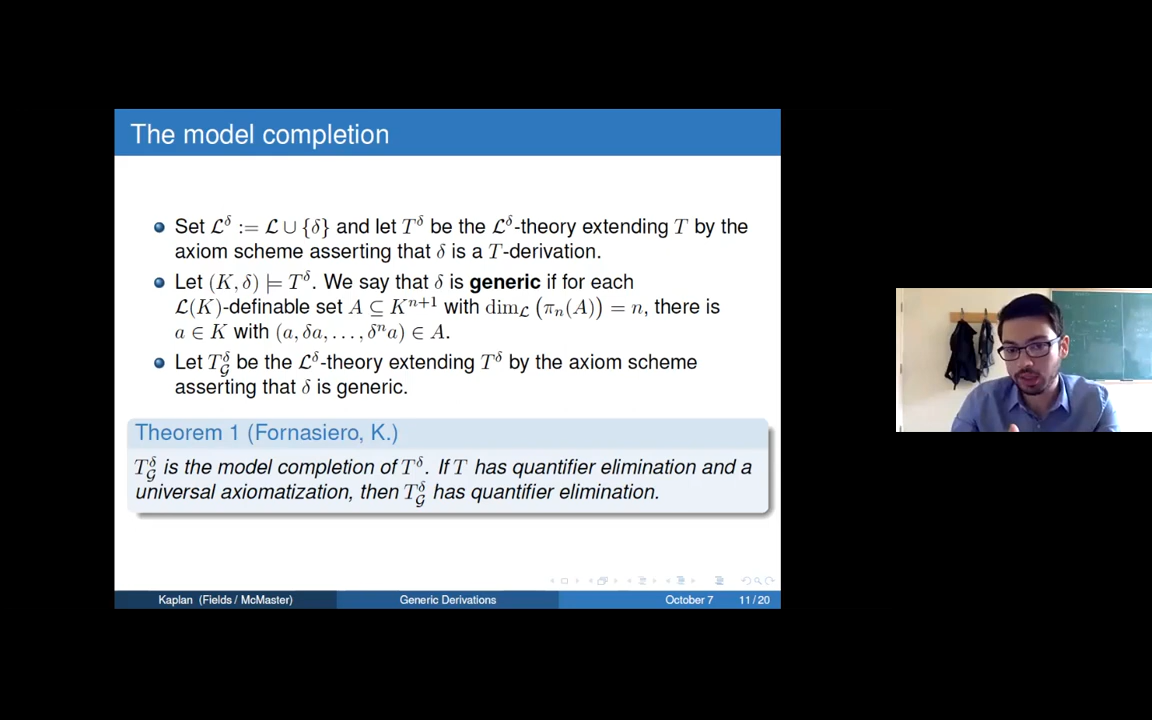 The model completion
Set ℒ^δ := ℒ ∪ {δ} and let T^δ be the ℒ^δ-theory extending T by the
axiom scheme asserting that δ is a T-derivation.
Let (K, δ) ⊨ T^δ. We say that δ is generic if for each
ℒ(K)-definable set A ⊆ K^{n+1} with dim_ℒ (π_n(A)) = n, there is
a ∈ K with (a, δa, . . . , δ^n a) ∈ A.
Let T^δ_𝒢 be the ℒ^δ-theory extending T^δ by the axiom scheme
asserting that δ is generic.
Theorem 1 (Fornasiero, K.)
T^δ_𝒢 is the model completion of T^δ. If T has quantifier elimination and a
universal axiomatization, then T^δ_𝒢 has quantifier elimination.
Kaplan (Fields / McMaster) Generic Derivations October 7 11 / 20